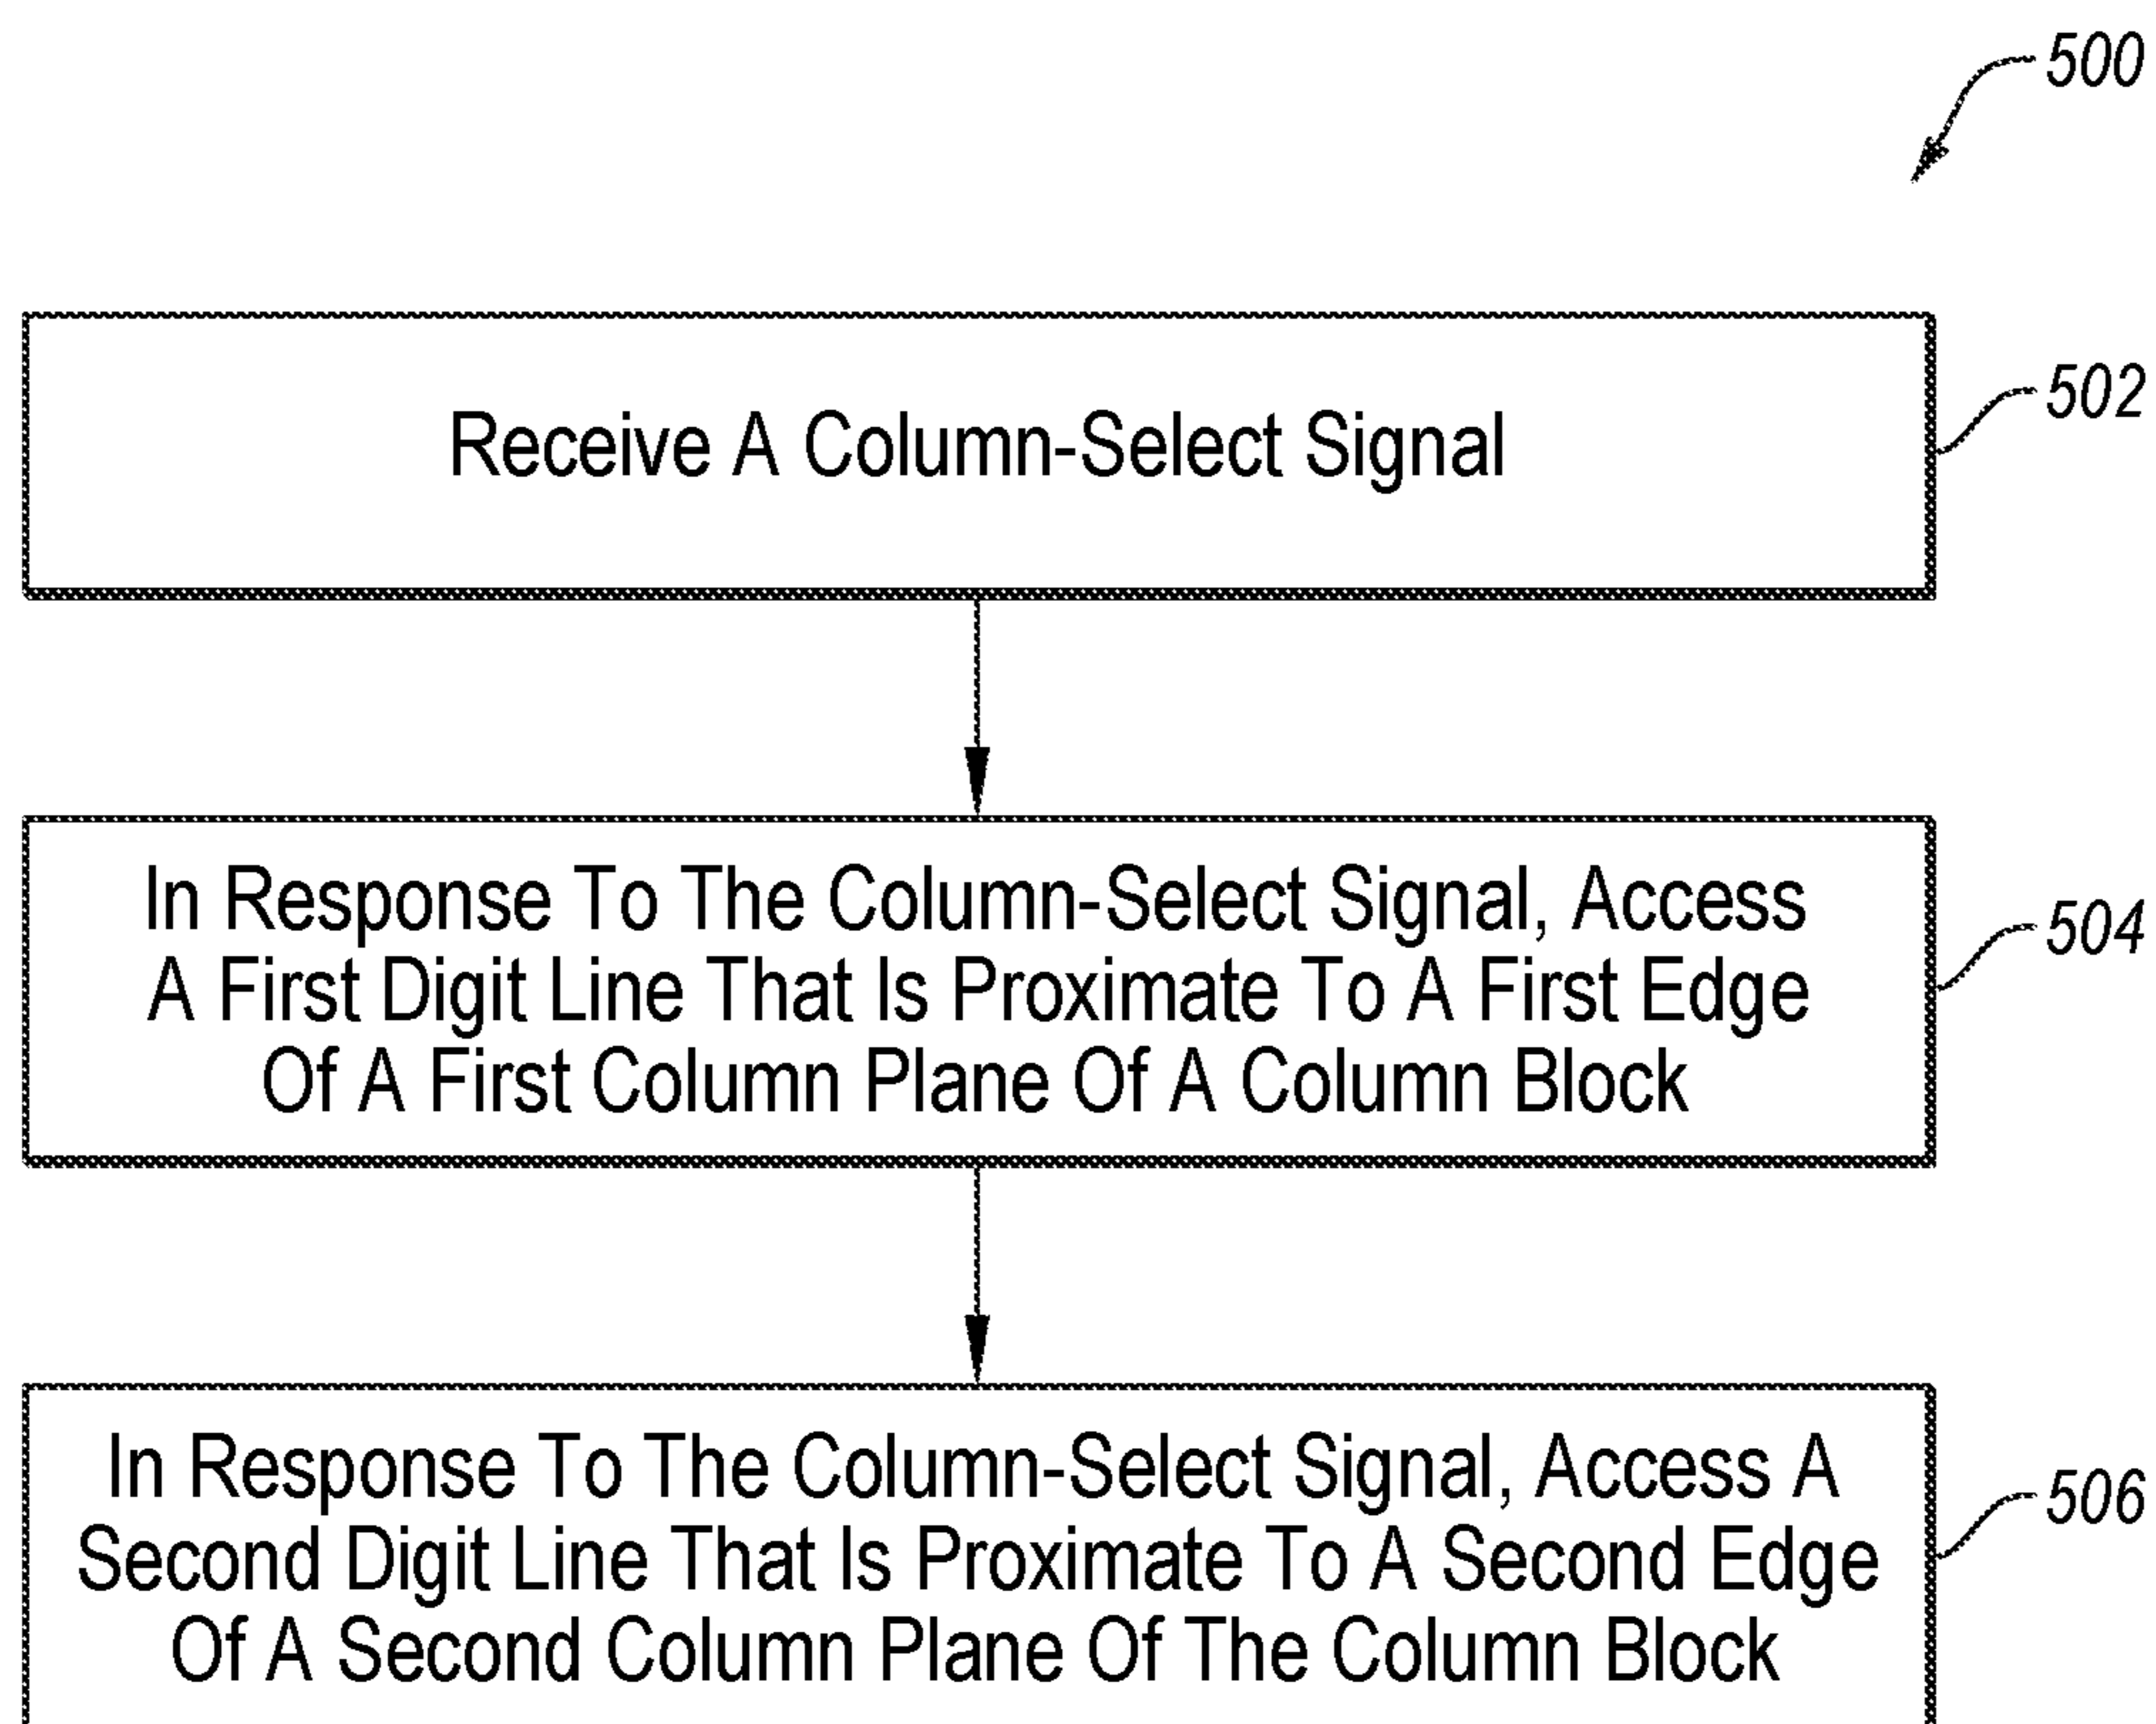 500
Receive A Column-Select Signal
502
In Response To The Column-Select Signal, Access
A First Digit Line That Is Proximate To A First Edge
Of A First Column Plane Of A Column Block
504
In Response To The Column-Select Signal, Access A
Second Digit Line That Is Proximate To A Second Edge
Of A Second Column Plane Of The Column Block
506